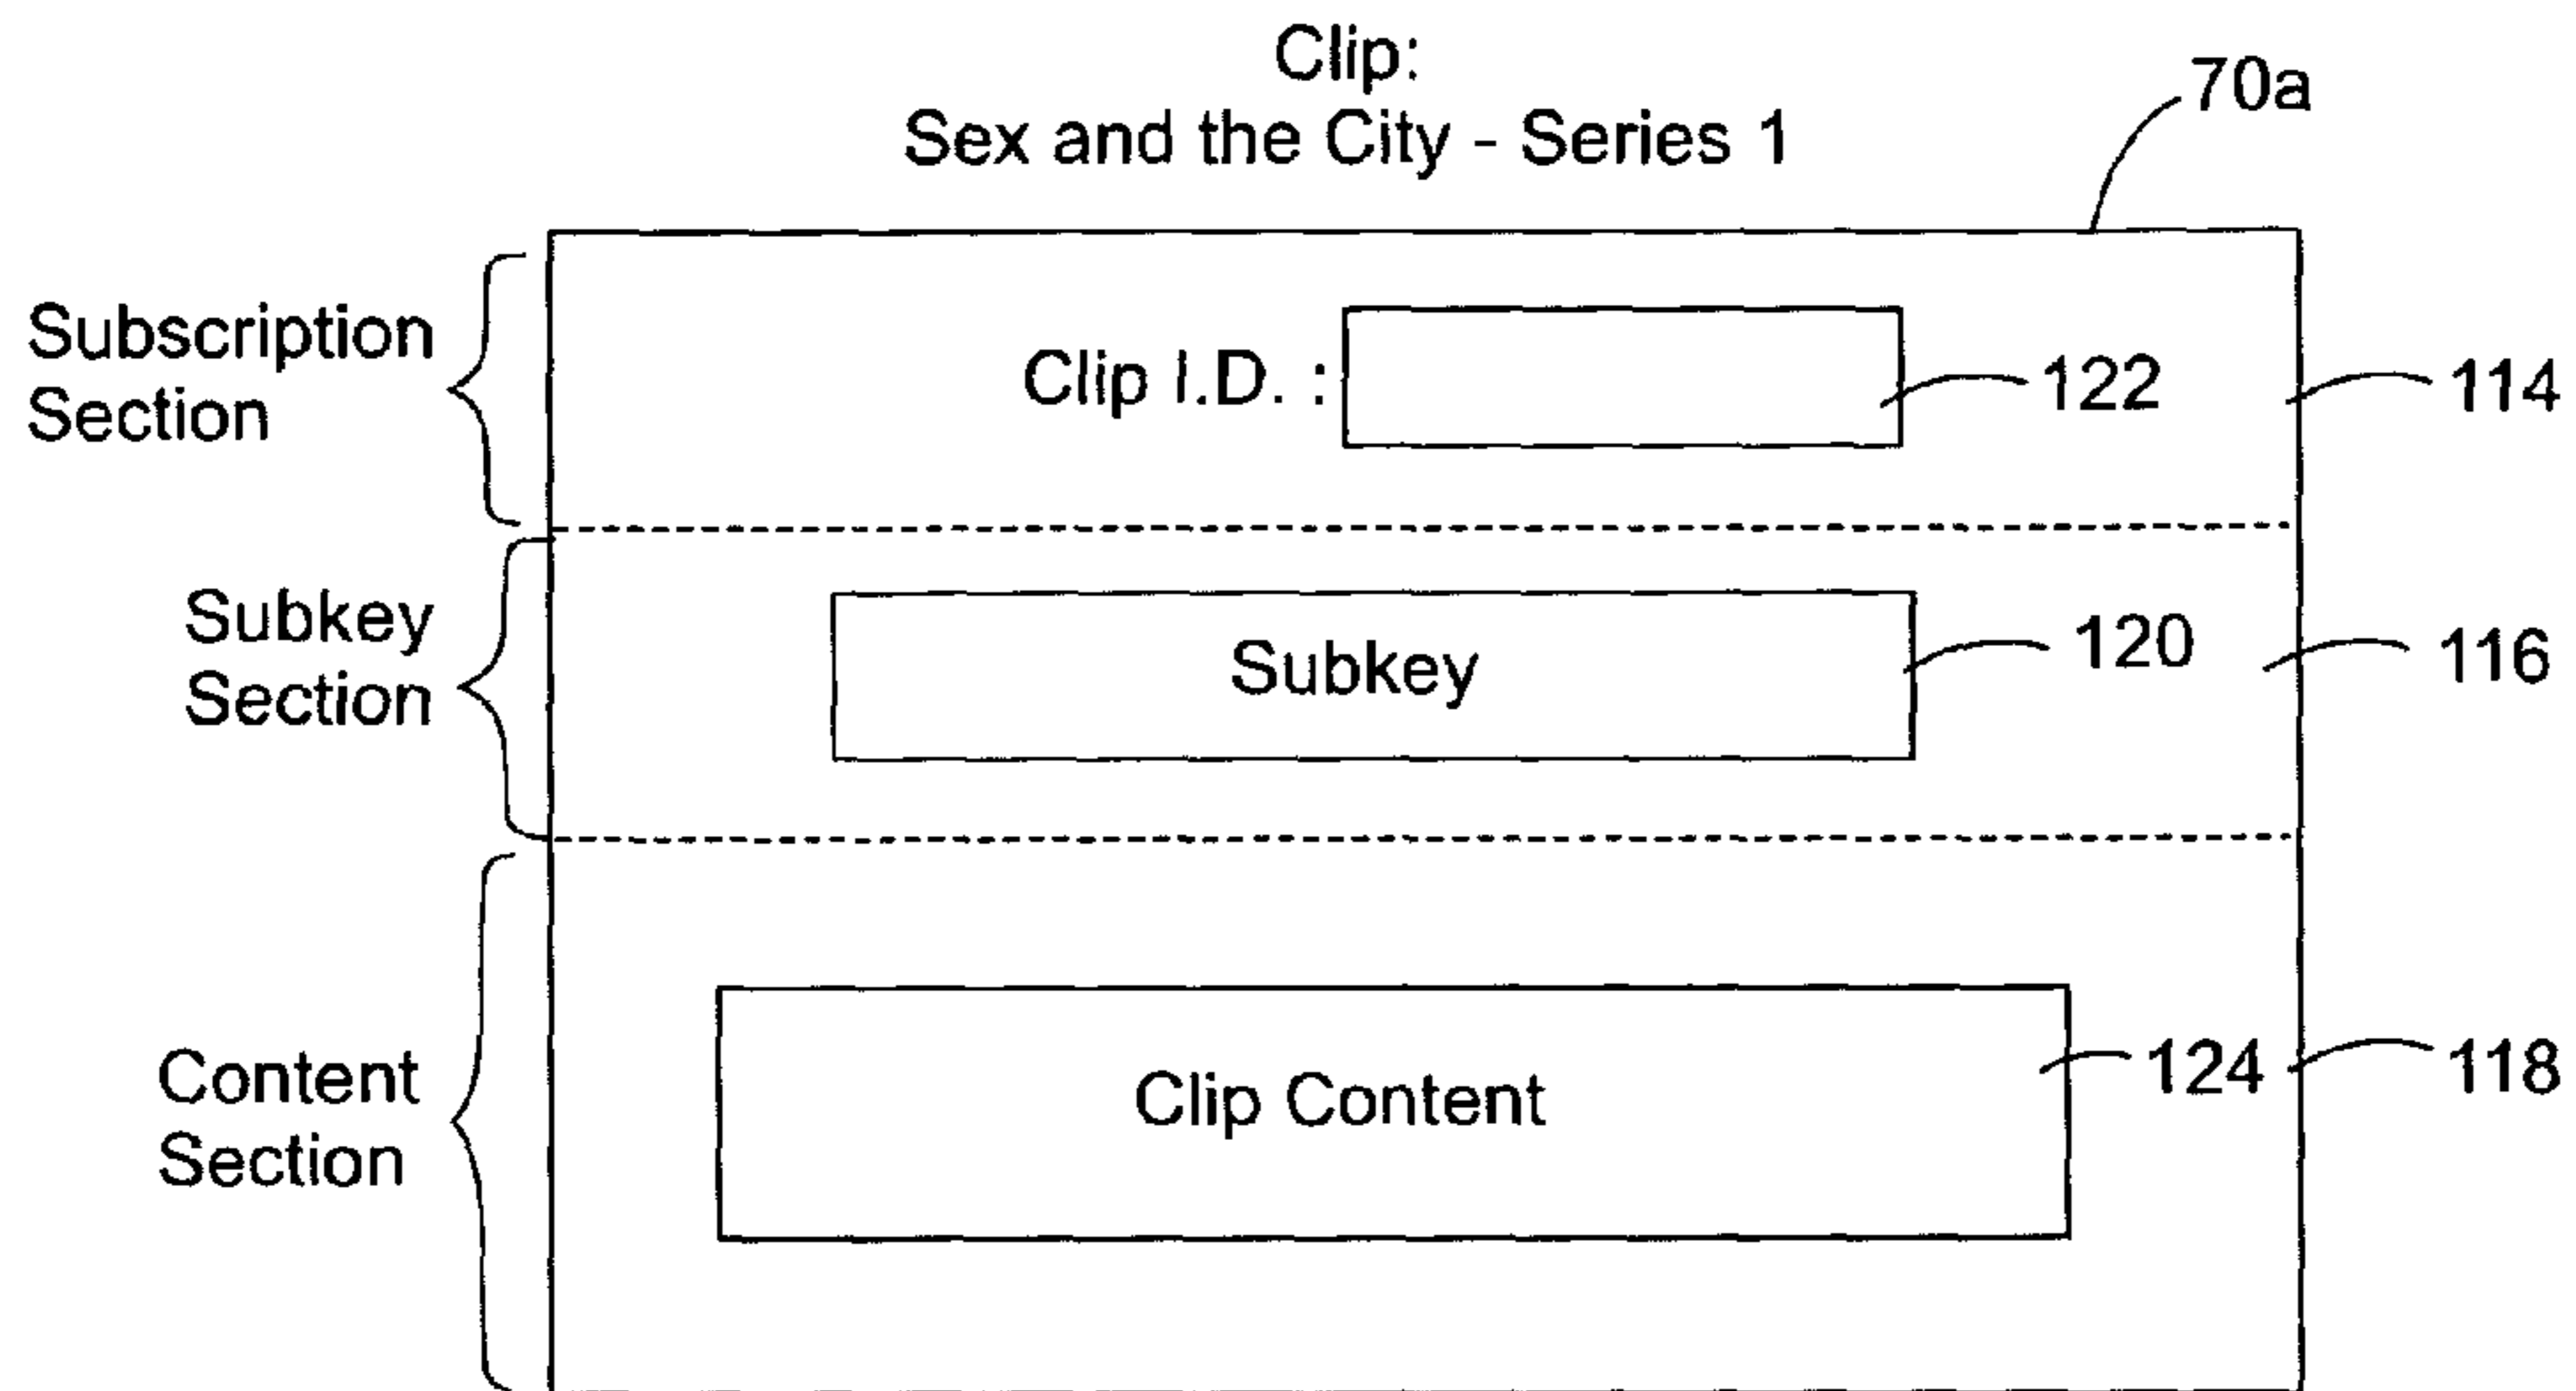 Clip:
Sex and the City - Series 1
70a
Subscription
Section
Clip I.D. :
122
114
Subkey
Section
Subkey
120
116
Content
Section
Clip Content
124
118